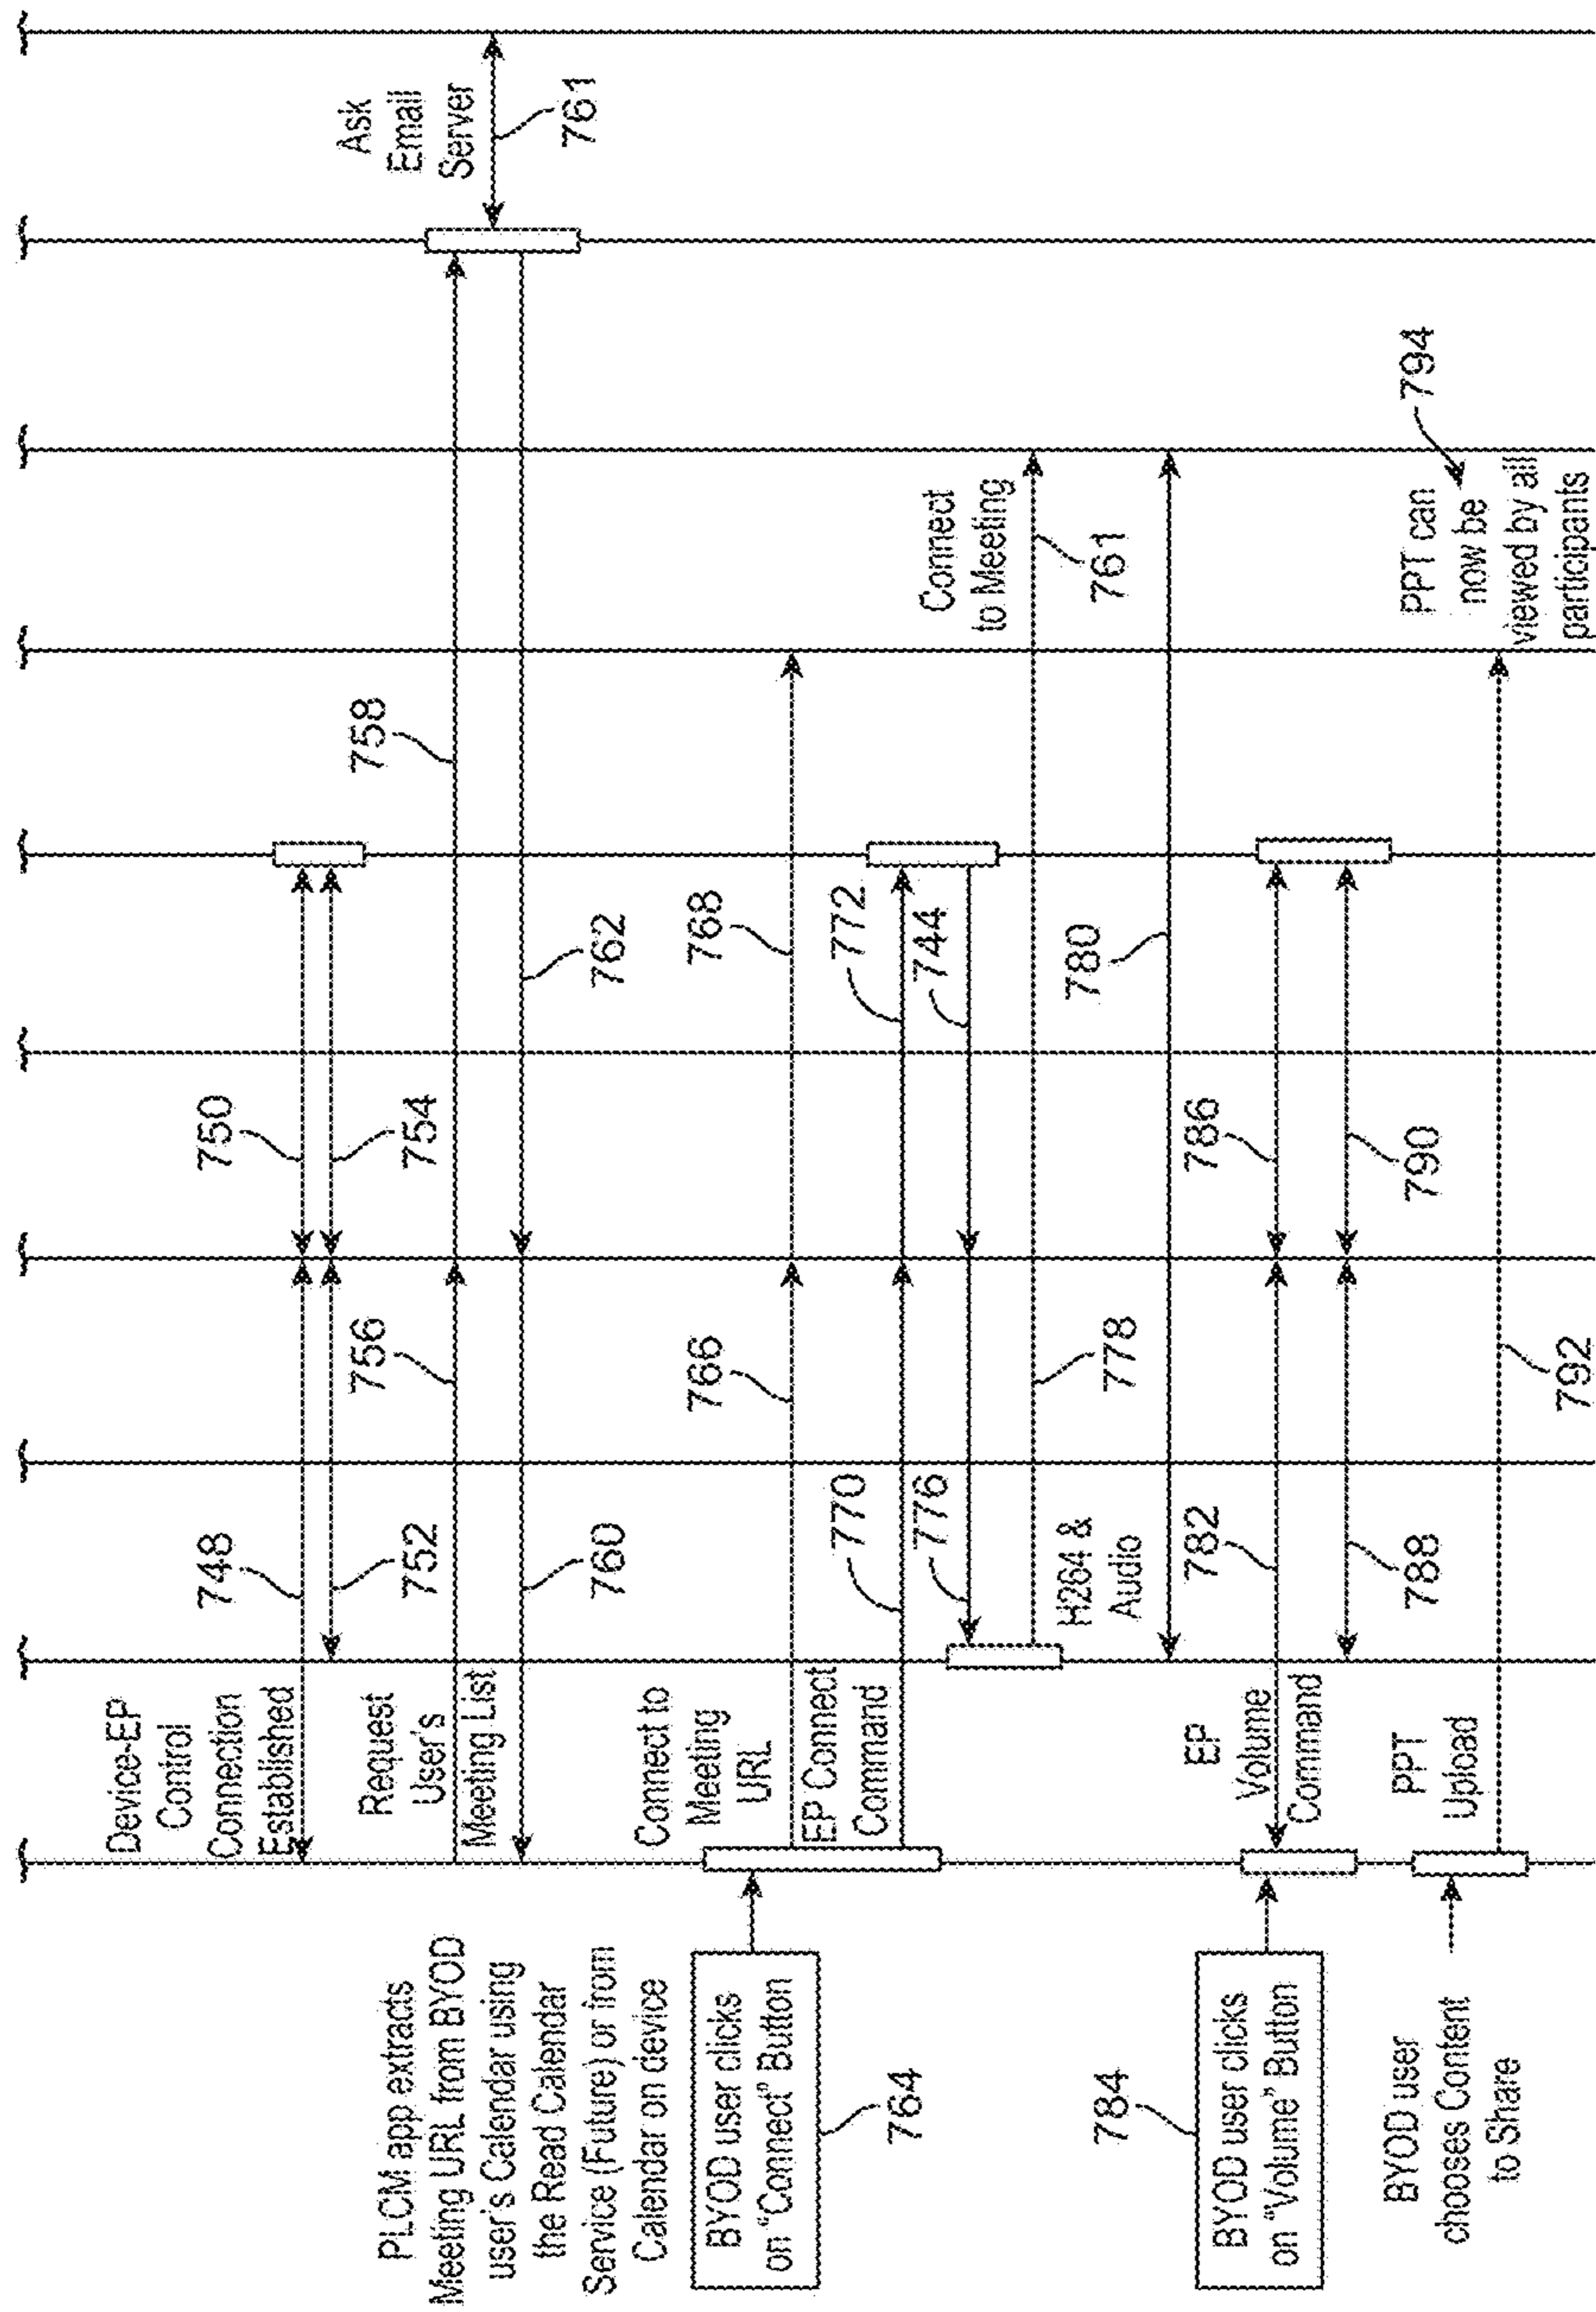 Device-EP
Control
Connection
Established
748
750
752
754
PLCM app extracts
Meeting URL from BYOD
user's Calendar using
the Read Calendar
Service (Future) or from
Calendar on device
Request
User's
Meeting List
756
758
Ask
Email
Server
761
760
762
BYOD user clicks
on "Connect" Button
764
Connect to
Meeting
URL
766
768
EP Connect
Command
770
772
776
744
Connect
to Meeting
778
761
H264 &
Audio
780
BYOD user clicks
on "Volume" Button
784
EP
Volume
Command
782
786
788
790
BYOD user
chooses Content
to Share
PPT
Upload
792
PPT can
now be
viewed by all
participants
794